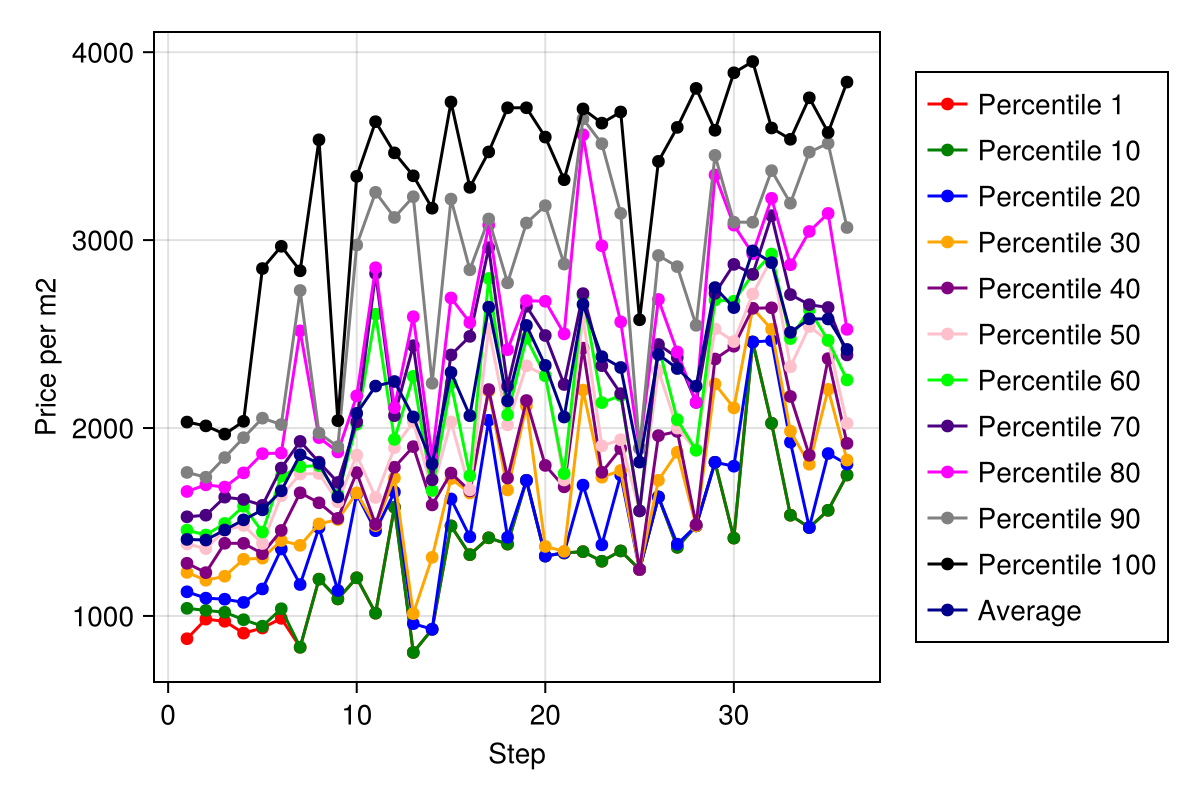 4000
3000
2000
1000
Price per m2
0 10 20 30
Step
Percentile 1
Percentile 10
Percentile 20
Percentile 30
Percentile 40
Percentile 50
Percentile 60
Percentile 70
Percentile 80
Percentile 90
Percentile 100
Average